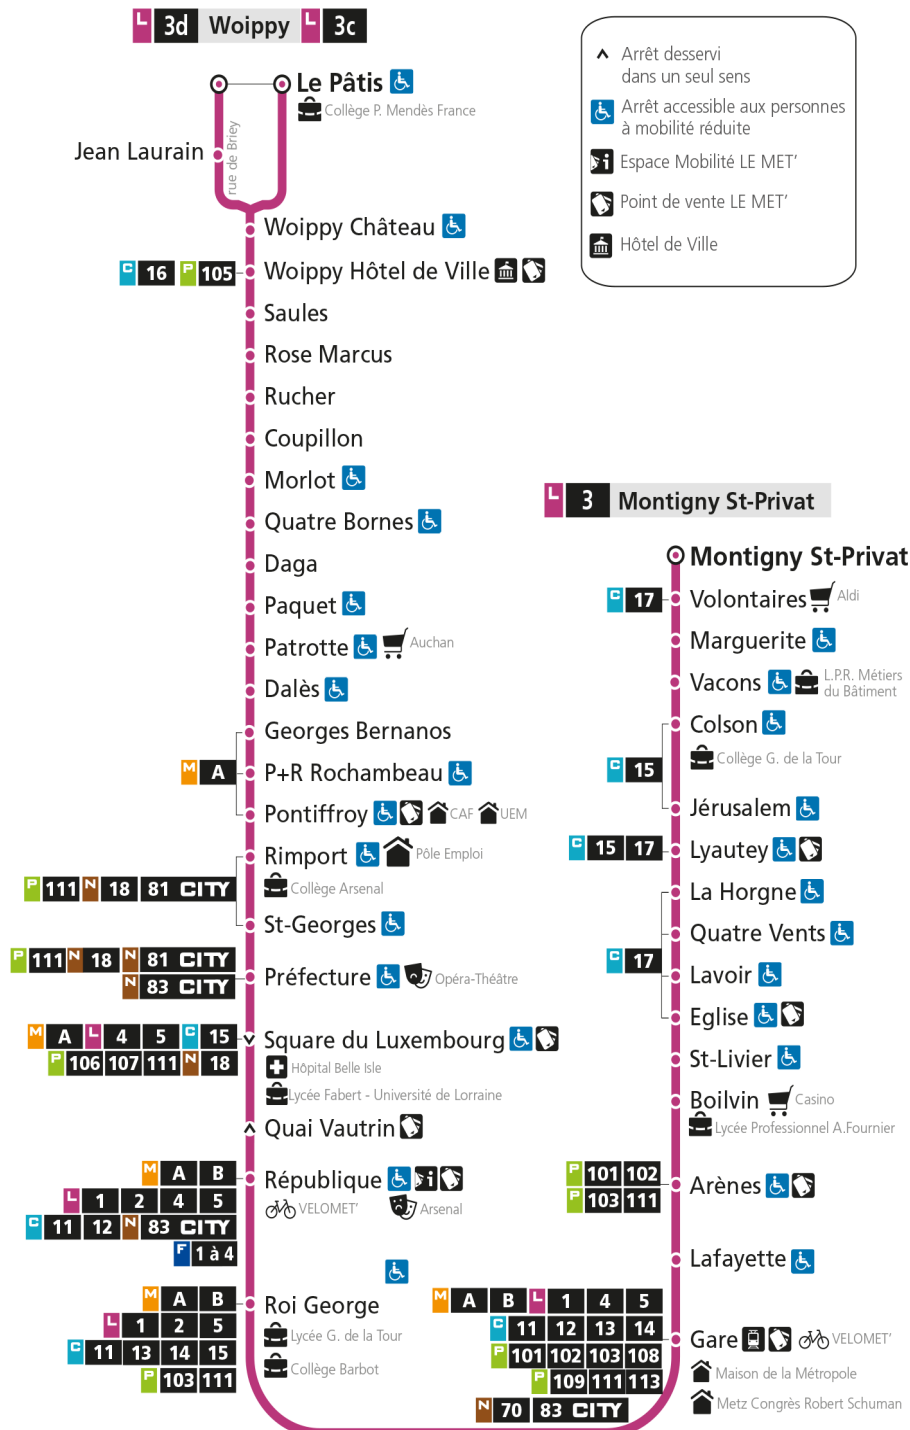 L 3d Woippy L 3c
Le Pâtis
Collège P. Mendès France
Jean Laurain
rue de Briey
Woippy Château
C 16 P 105 Woippy Hôtel de Ville
Saules
Rose Marcus
Rucher
Coupillon
Morlot
Quatre Bornes
Daga
Paquet
Patrotte Auchan
Dalès
Georges Bernanos
M A P+R Rochambeau
Pontiffroy CAF UEM
Rimport Pôle Emploi
P 111 N 18 81 CITY Collège Arsenal
St-Georges
P 111 N 18 N 81 CITY
N 83 CITY
Préfecture Opéra-Théâtre
M A L 4 5 C 15
P 106 107 111 N 18
Square du Luxembourg
Hôpital Belle Isle
Lycée Fabert - Université de Lorraine
Quai Vautrin
M A B
L 1 2 4 5
C 11 12 N 83 CITY
F 1 à 4
République
VELOMET' Arsenal
M A B
L 1 2 5
C 11 13 14 15
P 103 111
Roi George
Lycée G. de la Tour
Collège Barbot
Arrêt desservi
dans un seul sens
Arrêt accessible aux personnes
à mobilité réduite
Espace Mobilité LE MET'
Point de vente LE MET'
Hôtel de Ville
L 3 Montigny St-Privat
Montigny St-Privat
C 17 Volontaires Aldi
Marguerite
Vacons L.P.R. Métiers
du Bâtiment
Colson
C 15 Collège G. de la Tour
Jérusalem
C 15 17 Lyautey
La Horgne
Quatre Vents
C 17 Lavoir
Eglise
St-Livier
Boilvin Casino
Lycée Professionnel A.Fournier
P 101 102
P 103 111
Arènes
Lafayette
M A B L 1 4 5
C 11 12 13 14
P 101 102 103 108
P 109 111 113
N 70 83 CITY
Gare VELOMET'
Maison de la Métropole
Metz Congrès Robert Schuman